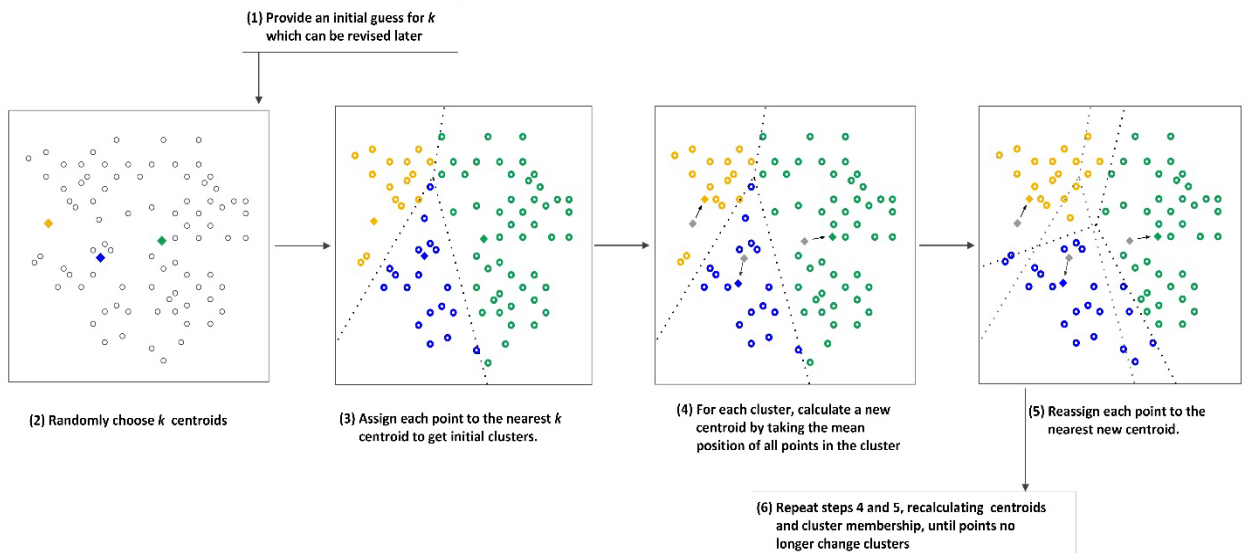 (1) Provide an initial guess for k
which can be revised later
(2) Randomly choose k centroids
(3) Assign each point to the nearest k
centroid to get initial clusters.
(4) For each cluster, calculate a new
centroid by taking the mean
position of all points in the cluster
(5) Reassign each point to the
nearest new centroid.
(6) Repeat steps 4 and 5, recalculating centroids
and cluster membership, until points no
longer change clusters